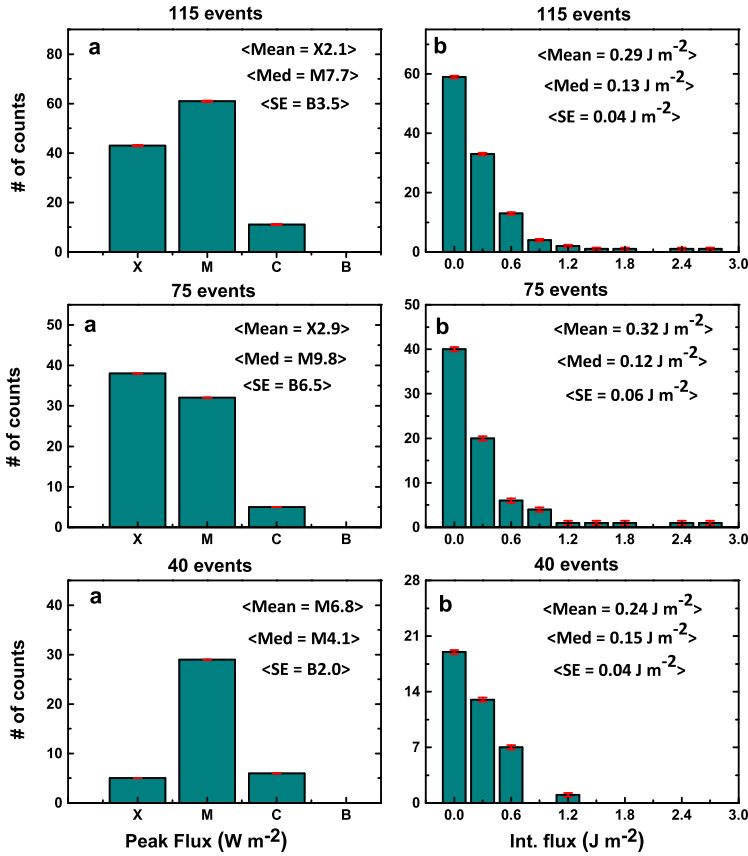 115 events
a
<Mean = X2.1>
<Med = M7.7>
<SE = B3.5>
# of counts
80
60
40
20
0
X M C B
115 events
b
<Mean = 0.29 J m-2>
<Med = 0.13 J m-2>
<SE = 0.04 J m-2>
60
40
20
0
0.0 0.6 1.2 1.8 2.4 3.0
75 events
a
<Mean = X2.9>
<Med = M9.8>
<SE = B6.5>
# of counts
50
40
30
20
10
0
X M C B
75 events
b
<Mean = 0.32 J m-2>
<Med = 0.12 J m-2>
<SE = 0.06 J m-2>
50
40
30
20
10
0
0.0 0.6 1.2 1.8 2.4 3.0
40 events
a
<Mean = M6.8>
<Med = M4.1>
<SE = B2.0>
# of counts
40
30
20
10
0
X M C B
Peak Flux (W m-2)
40 events
b
<Mean = 0.24 J m-2>
<Med = 0.15 J m-2>
<SE = 0.04 J m-2>
28
21
14
7
0
0.0 0.6 1.2 1.8 2.4 3.0
Int. flux (J m-2)